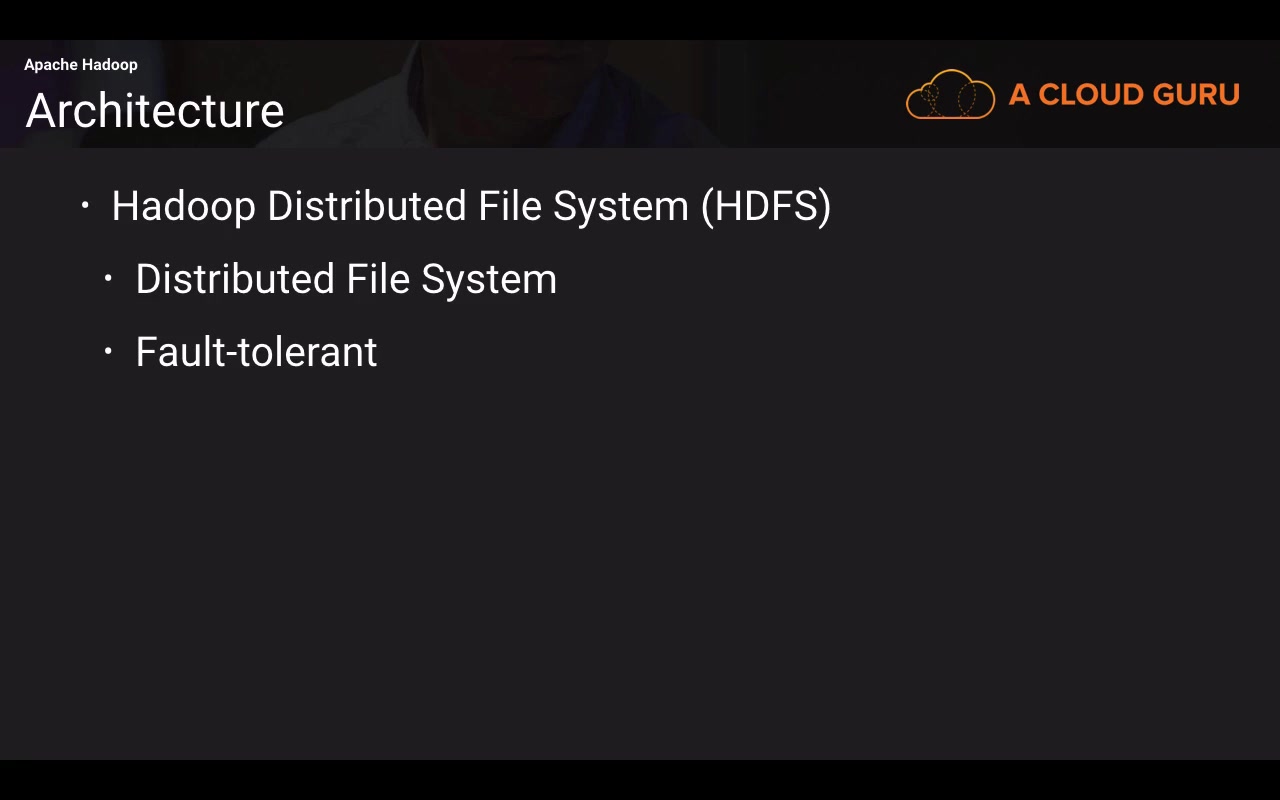 Apache Hadoop
Architecture
A CLOUD GURU
• Hadoop Distributed File System (HDFS)
• Distributed File System
• Fault-tolerant